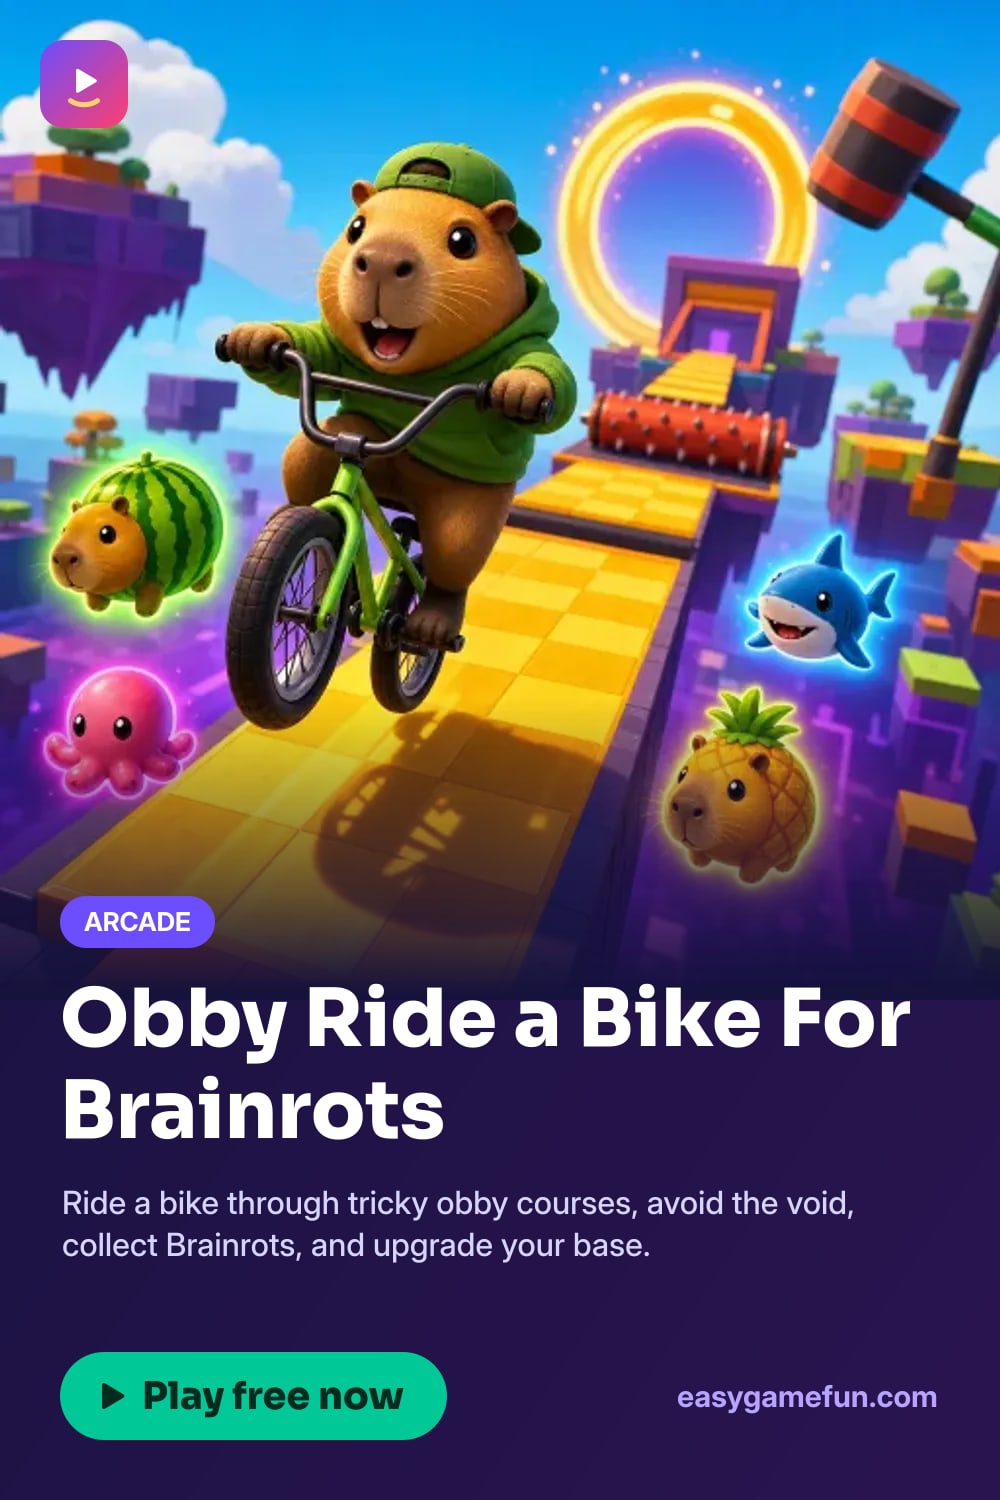 ARCADE
Obby Ride a Bike For
Brainrots
Ride a bike through tricky obby courses, avoid the void,
collect Brainrots, and upgrade your base.
Play free now
easygamefun.com